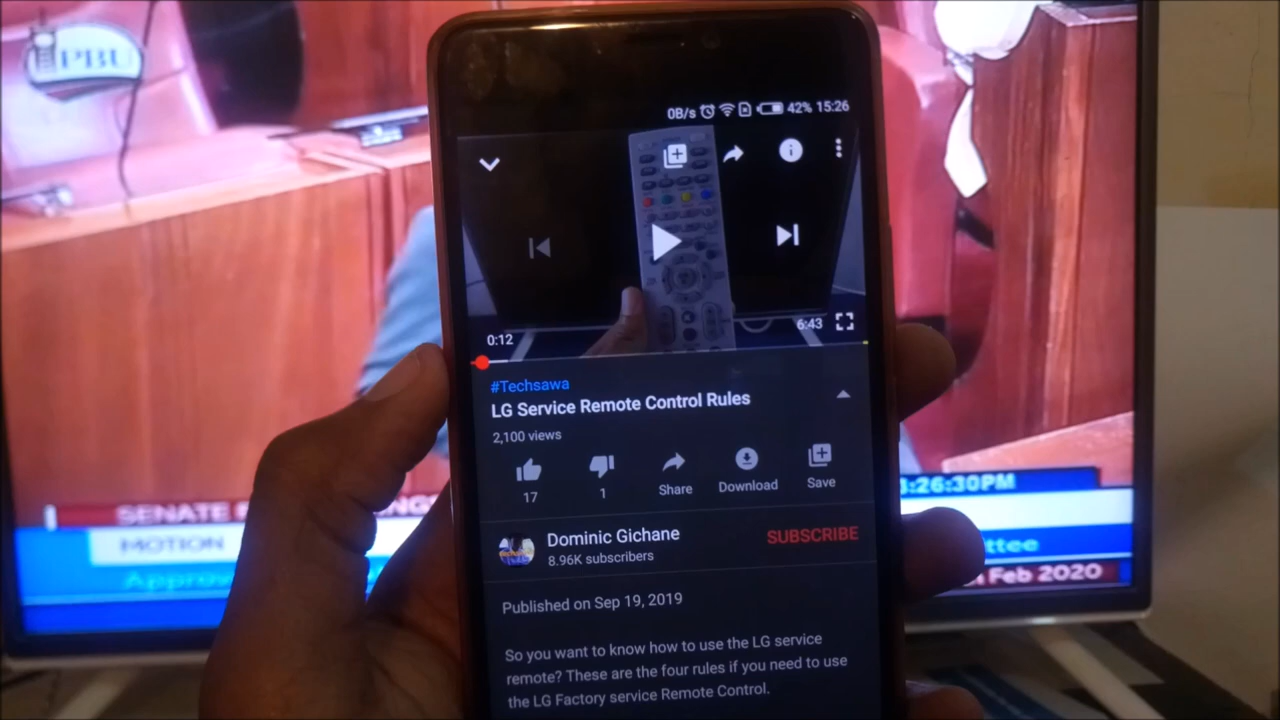 PBU
0B/s 42% 15:26
0:12
6:43
#Techsawa
LG Service Remote Control Rules
2,100 views
17
1
Share
Download
Save
Dominic Gichane
8.96K subscribers
SUBSCRIBE
Published on Sep 19, 2019
So you want to know how to use the LG service
remote? These are the four rules if you need to use
the LG Factory service Remote Control.
:26:30PM
SENATE
MOTION
Feb 2020